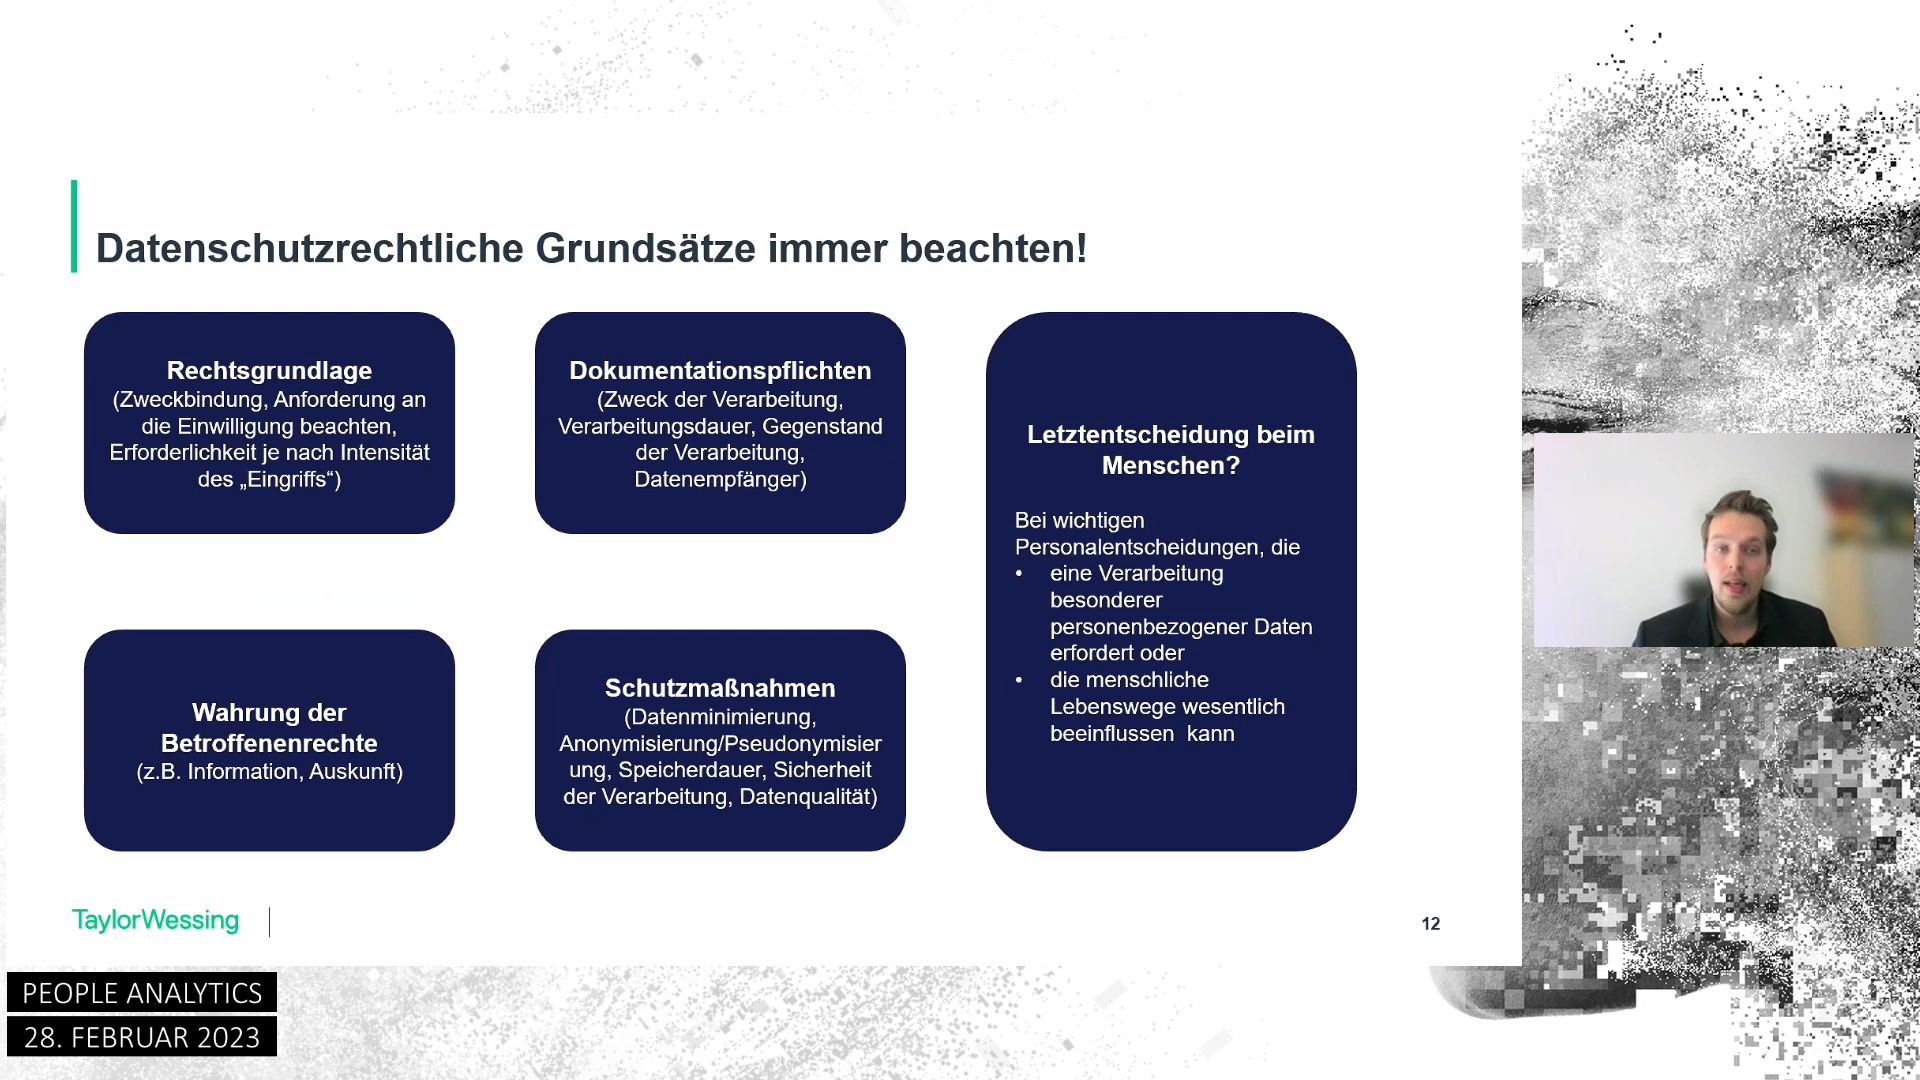 Datenschutzrechtliche Grundsätze immer beachten!
Rechtsgrundlage
(Zweckbindung, Anforderung an
die Einwilligung beachten,
Erforderlichkeit je nach Intensität
des „Eingriffs“)
Dokumentationspflichten
(Zweck der Verarbeitung,
Verarbeitungsdauer, Gegenstand
der Verarbeitung,
Datenempfänger)
Wahrung der
Betroffenenrechte
(z.B. Information, Auskunft)
Schutzmaßnahmen
(Datenminimierung,
Anonymisierung/Pseudonymisier
ung, Speicherdauer, Sicherheit
der Verarbeitung, Datenqualität)
Letztentscheidung beim
Menschen?
Bei wichtigen
Personalentscheidungen, die
• eine Verarbeitung
besonderer
personenbezogener Daten
erfordert oder
• die menschliche
Lebenswege wesentlich
beeinflussen kann
TaylorWessing
12
PEOPLE ANALYTICS
28. FEBRUAR 2023